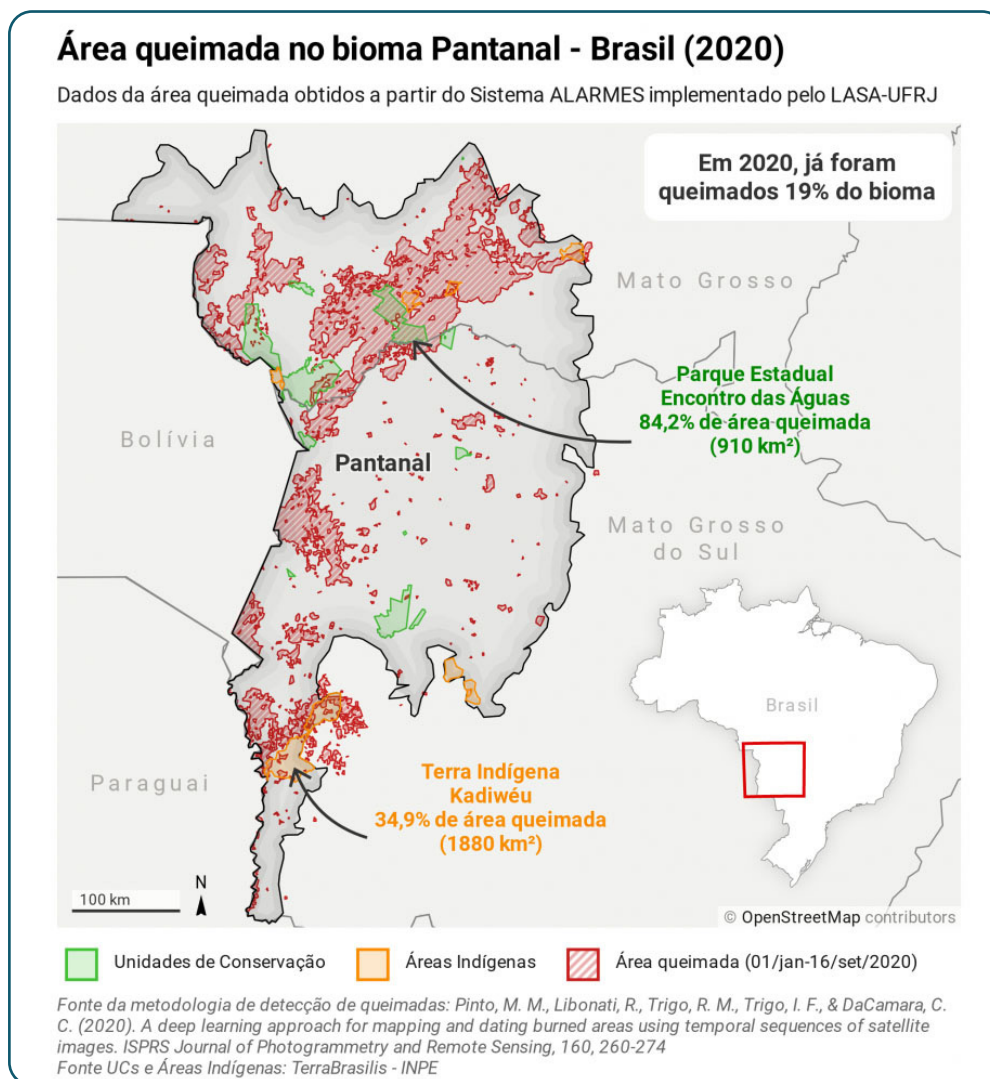 Área queimada no bioma Pantanal - Brasil (2020)
Dados da área queimada obtidos a partir do Sistema ALARMES implementado pelo LASA-UFRJ
Em 2020, já foram
queimados 19% do bioma
Mato Grosso
Parque Estadual
Encontro das Águas
84,2% de área queimada
(910 km²)
Bolívia
Pantanal
Mato Grosso
do Sul
Brasil
Paraguai
Terra Indígena
Kadiwéu
34,9% de área queimada
(1880 km²)
100 km
N
© OpenStreetMap contributors
Unidades de Conservação
Áreas Indígenas
Área queimada (01/jan-16/set/2020)
Fonte da metodologia de detecção de queimadas: Pinto, M. M., Libonati, R., Trigo, R. M., Trigo, I. F., & DaCamara, C.
C. (2020). A deep learning approach for mapping and dating burned areas using temporal sequences of satellite
images. ISPRS Journal of Photogrammetry and Remote Sensing, 160, 260-274
Fonte UCs e Áreas Indígenas: TerraBrasilis - INPE